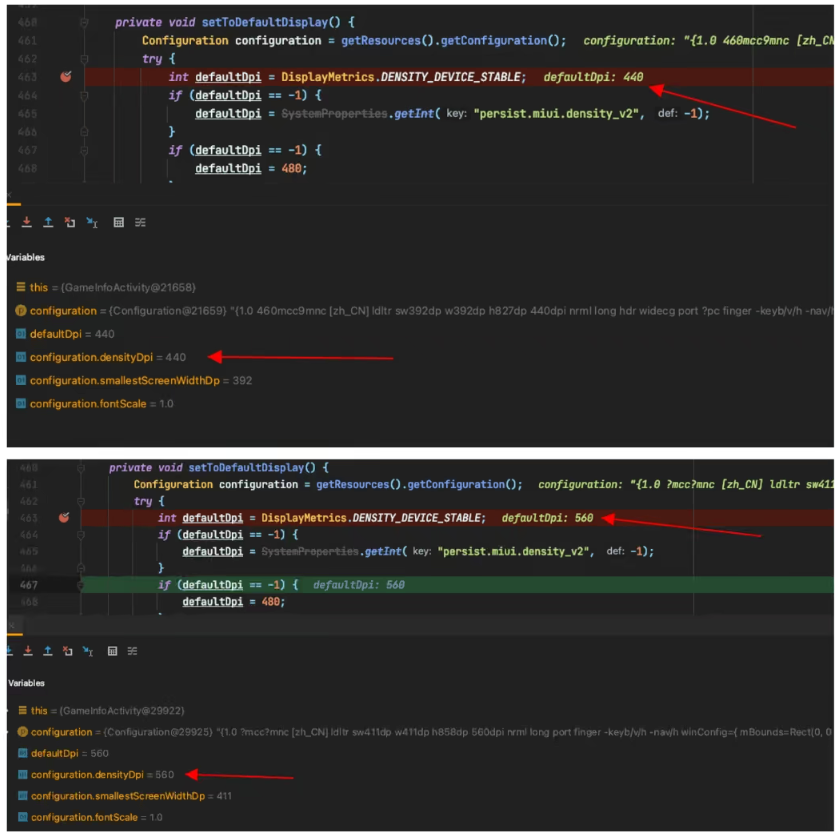 460 private void setToDefaultDisplay() {
461 Configuration configuration = getResources().getConfiguration(); configuration: "{1.0 460mcc9mnc [zh_CN
462 try {
463 int defaultDpi = DisplayMetrics.DENSITY_DEVICE_STABLE; defaultDpi: 440
464 if (defaultDpi == -1) {
465 defaultDpi = SystemProperties.getInt( key: "persist.miui.density_v2", def: -1);
466 }
467 if (defaultDpi == -1) {
468 defaultDpi = 480;
Variables
this = {GameInfoActivity@21658}
configuration = {Configuration@21659} "{1.0 460mcc9mnc [zh_CN] ldltr sw392dp w392dp h827dp 440dpi nrml long hdr widecg port ?pc finger -keyb/v/h -nav/h
defaultDpi = 440
configuration.densityDpi = 440
configuration.smallestScreenWidthDp = 392
configuration.fontScale = 1.0
460 private void setToDefaultDisplay() {
461 Configuration configuration = getResources().getConfiguration(); configuration: "{1.0 ?mcc?mnc [zh_CN] ldltr sw411
462 try {
463 int defaultDpi = DisplayMetrics.DENSITY_DEVICE_STABLE; defaultDpi: 560
464 if (defaultDpi == -1) {
465 defaultDpi = SystemProperties.getInt( key: "persist.miui.density_v2", def: -1);
466 }
467 if (defaultDpi == -1) { defaultDpi: 560
468 defaultDpi = 480;
Variables
this = {GameInfoActivity@29922}
configuration = {Configuration@29925} "{1.0 ?mcc?mnc [zh_CN] ldltr sw411dp w411dp h858dp 560dpi nrml long port finger -keyb/v/h -nav/h winConfig={ mBounds=Rect(0, 0
defaultDpi = 560
configuration.densityDpi = 560
configuration.smallestScreenWidthDp = 411
configuration.fontScale = 1.0